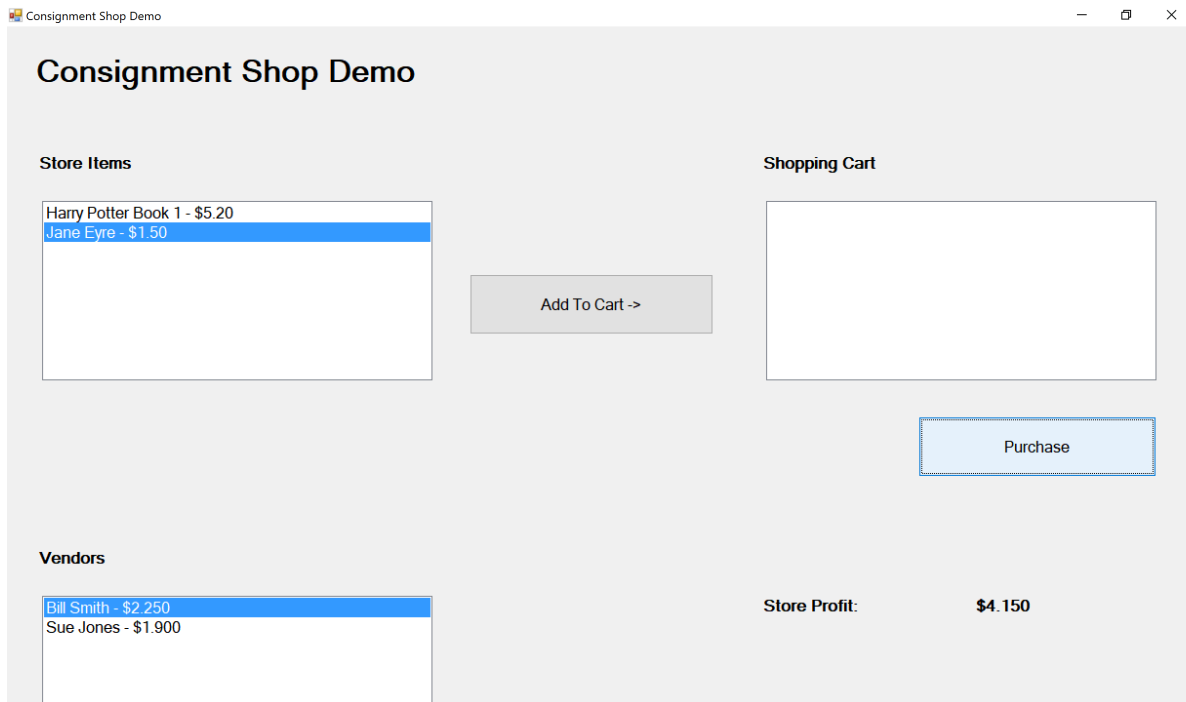 Consignment Shop Demo
Consignment Shop Demo
Store Items
Shopping Cart
Harry Potter Book 1 - $5.20
Jane Eyre - $1.50
Add To Cart ->
Purchase
Vendors
Bill Smith - $2.250
Sue Jones - $1.900
Store Profit: $4.150